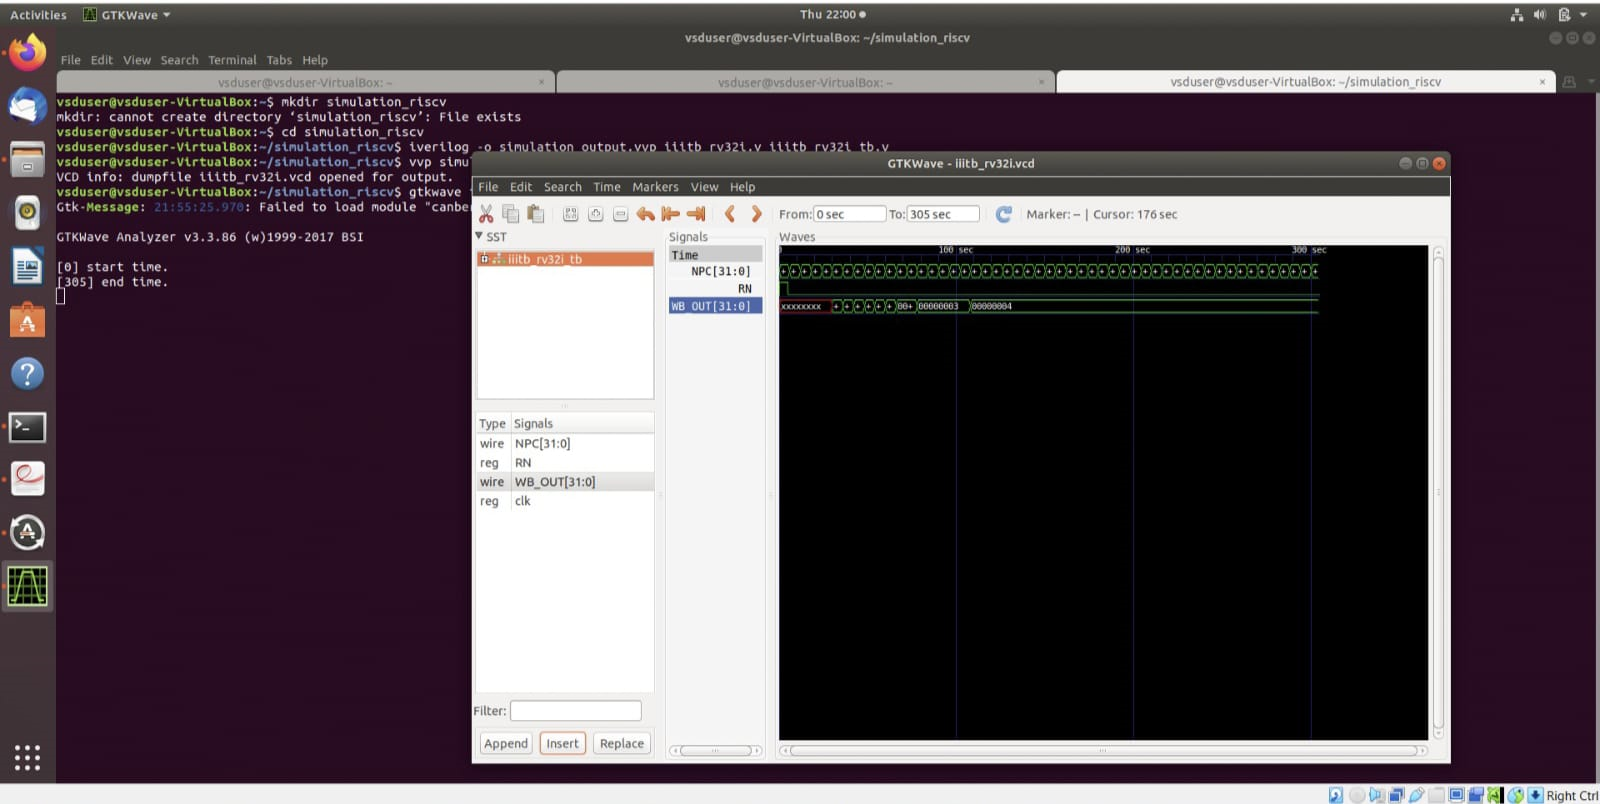 Activities GTKWave Thu 22:00
vsduser@vsduser-VirtualBox: ~/simulation_riscv
File Edit View Search Terminal Tabs Help
vsduser@vsduser-VirtualBox: ~ × vsduser@vsduser-VirtualBox: ~ × vsduser@vsduser-VirtualBox: ~/simulation_riscv ×
vsduser@vsduser-VirtualBox:~$ mkdir simulation_riscv
mkdir: cannot create directory ‘simulation_riscv’: File exists
vsduser@vsduser-VirtualBox:~$ cd simulation_riscv
vsduser@vsduser-VirtualBox:~/simulation_riscv$ iverilog -o simulation_output.vvp iiitb_rv32i.v iiitb_rv32i_tb.v
vsduser@vsduser-VirtualBox:~/simulation_riscv$ vvp simu
VCD info: dumpfile iiitb_rv32i.vcd opened for output.
vsduser@vsduser-VirtualBox:~/simulation_riscv$ gtkwave
Gtk-Message: 21:55:25.970: Failed to load module "canber
GTKWave Analyzer v3.3.86 (w)1999-2017 BSI
[0] start time.
[305] end time.
GTKWave - iiitb_rv32i.vcd
File Edit Search Time Markers View Help
From: 0 sec To: 305 sec Marker: -- | Cursor: 176 sec
SST
iiitb_rv32i_tb
Type Signals
wire NPC[31:0]
reg RN
wire WB_OUT[31:0]
reg clk
Filter:
Append Insert Replace
Signals
Time
NPC[31:0]
RN
WB_OUT[31:0]
Waves
100 sec 200 sec 300 sec
xxxxxxxx + + + + + + 00+ 00000003 00000004
Right Ctrl